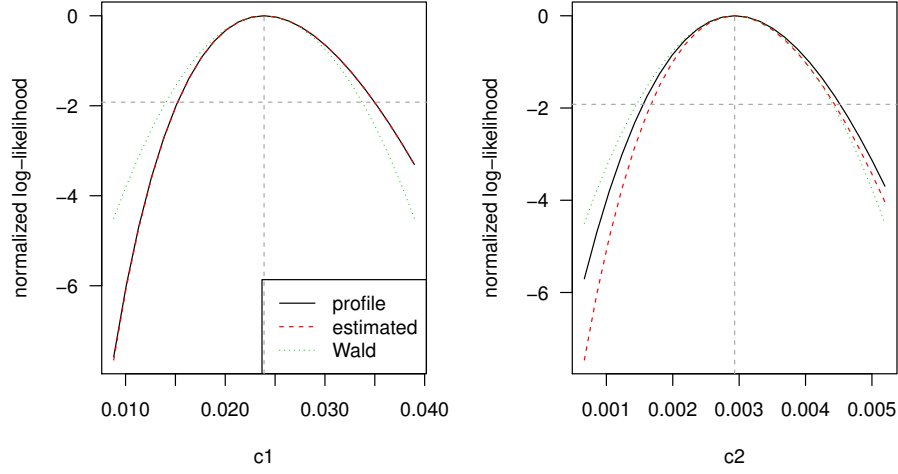 0
−2
−4
−6
normalized log−likelihood
0.010
0.020
0.030
0.040
c1
profile
estimated
Wald
0
−2
−4
−6
normalized log−likelihood
0.001
0.002
0.003
0.004
0.005
c2